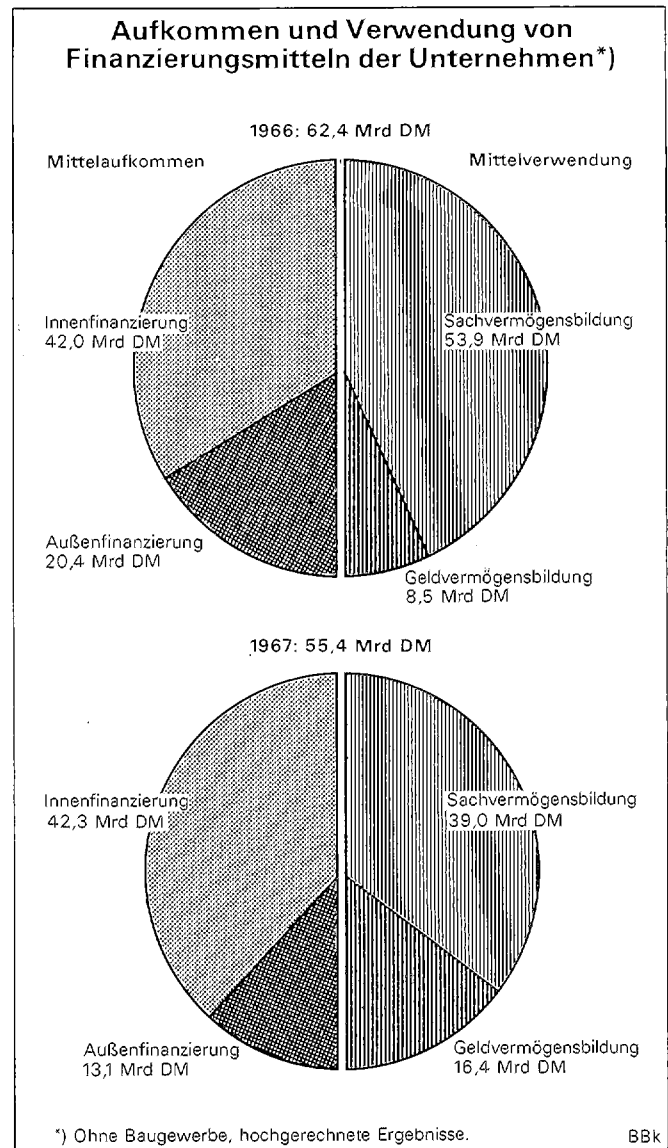 Aufkommen und Verwendung von
Finanzierungsmitteln der Unternehmen*)
1966: 62,4 Mrd DM
Mittelaufkommen
Mittelverwendung
Innenfinanzierung
42,0 Mrd DM
Sachvermögensbildung
53,9 Mrd DM
Außenfinanzierung
20,4 Mrd DM
Geldvermögensbildung
8,5 Mrd DM
1967: 55,4 Mrd DM
Innenfinanzierung
42,3 Mrd DM
Sachvermögensbildung
39,0 Mrd DM
Außenfinanzierung
13,1 Mrd DM
Geldvermögensbildung
16,4 Mrd DM
*) Ohne Baugewerbe, hochgerechnete Ergebnisse.
BBk